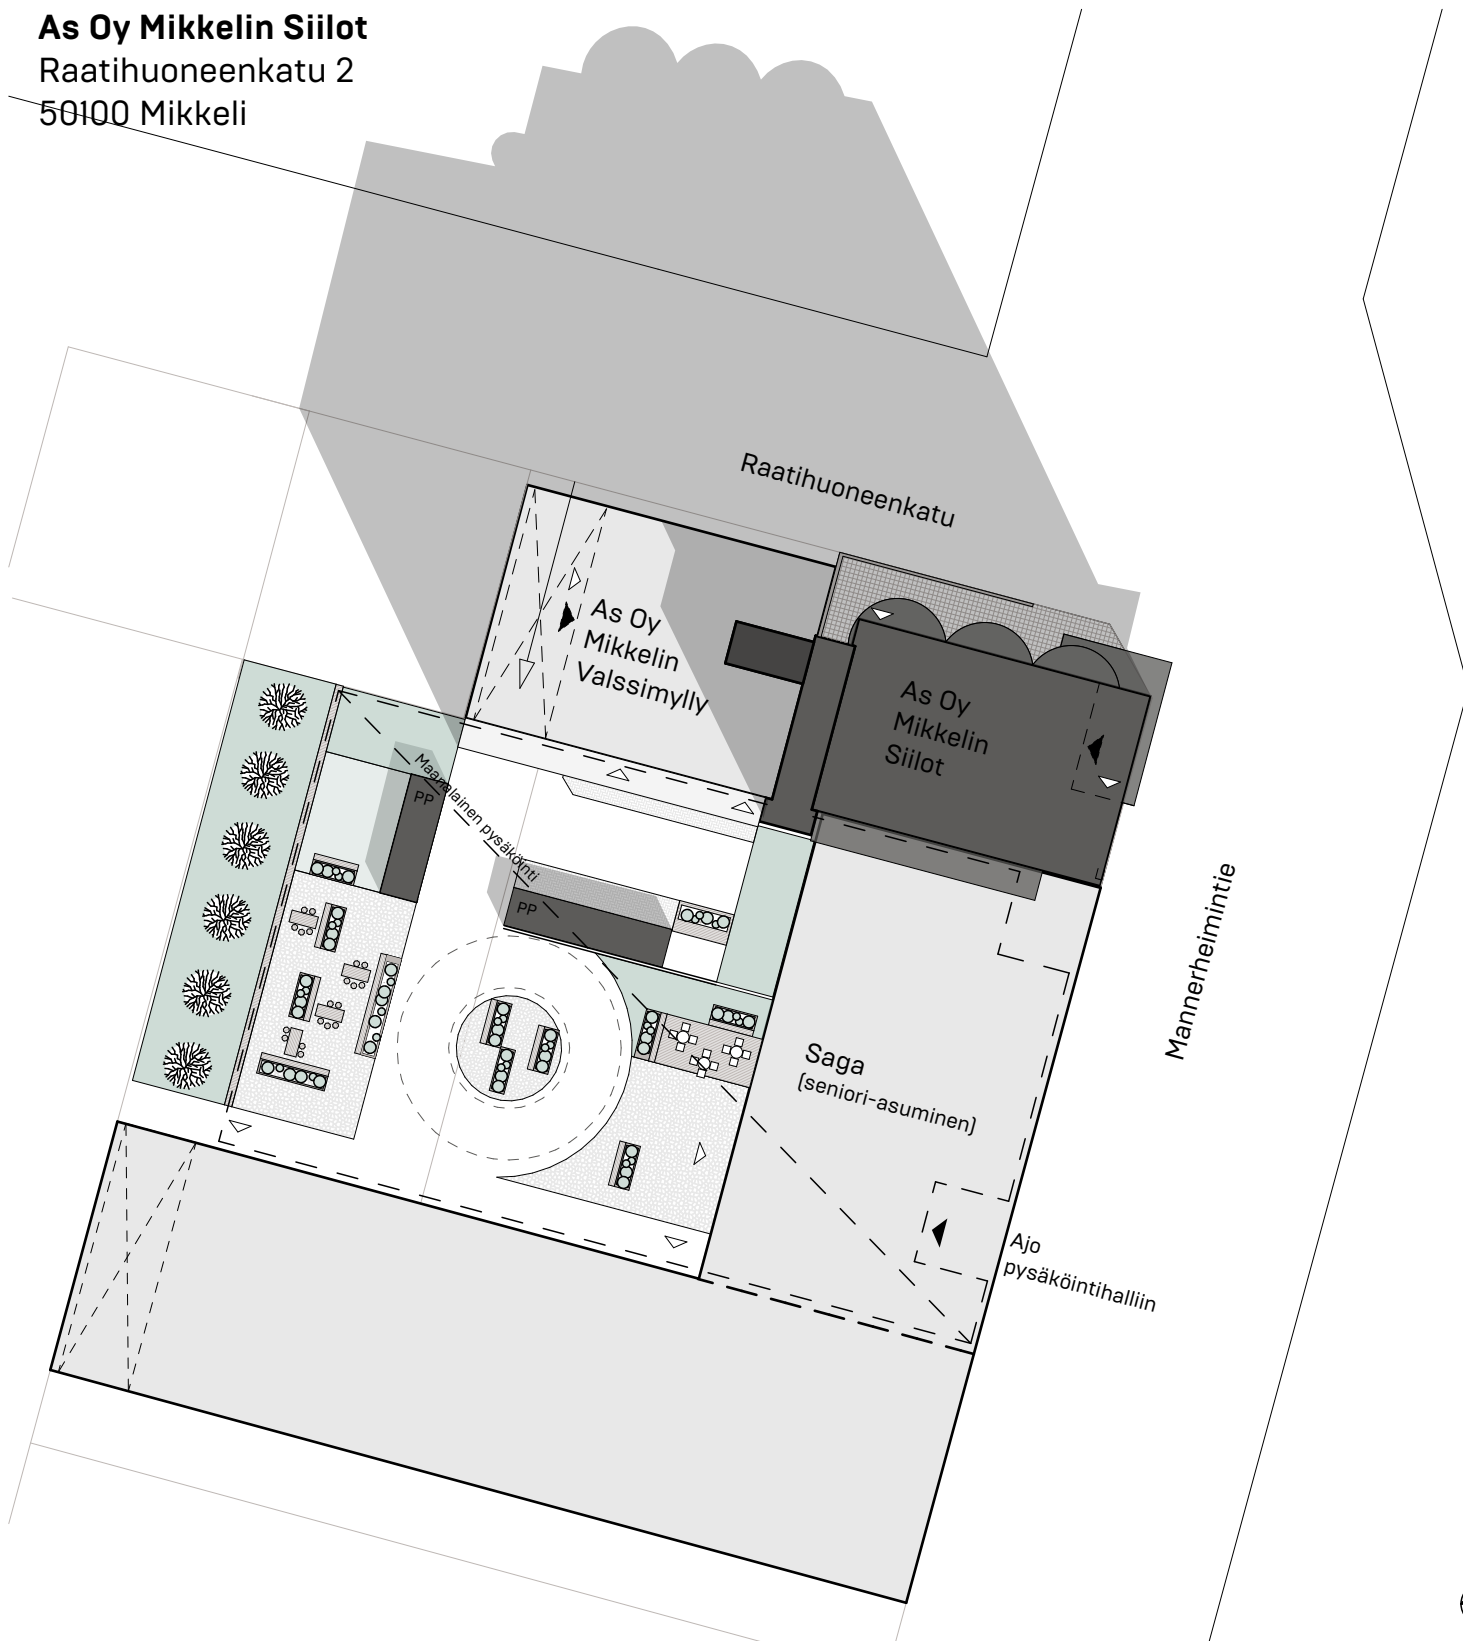 As Oy Mikkelin Siilot
Raatihuoneenkatu 2
50100 Mikkeli
Raatihuoneenkatu
As Oy
Mikkelin
Valssimylly
As Oy
Mikkelin
Siilot
Maanalainen pysäköinti
PP
PP
Mannerheimintie
Saga
(seniori-asuminen)
Ajo
pysäköintihalliin